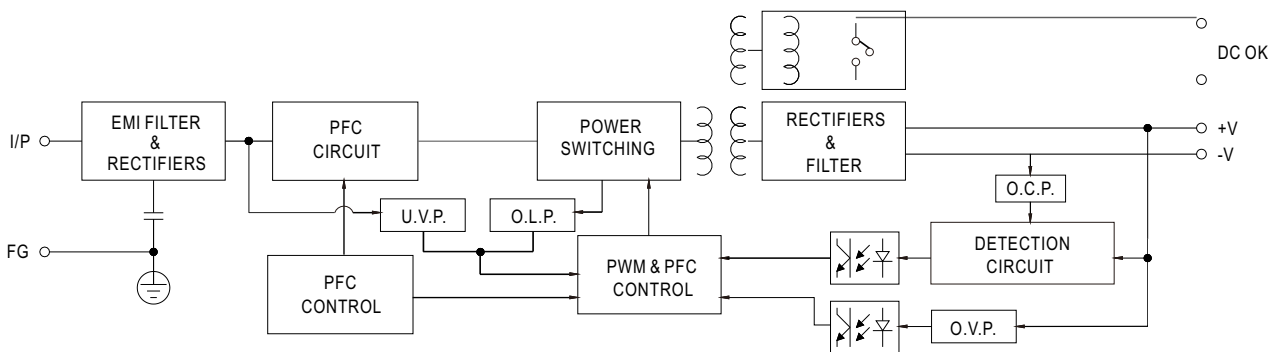 DC OK
I/P
EMI FILTER
&
RECTIFIERS
PFC
CIRCUIT
POWER
SWITCHING
RECTIFIERS
&
FILTER
+V
-V
O.C.P.
U.V.P.
O.L.P.
FG
PFC
CONTROL
PWM & PFC
CONTROL
DETECTION
CIRCUIT
O.V.P.